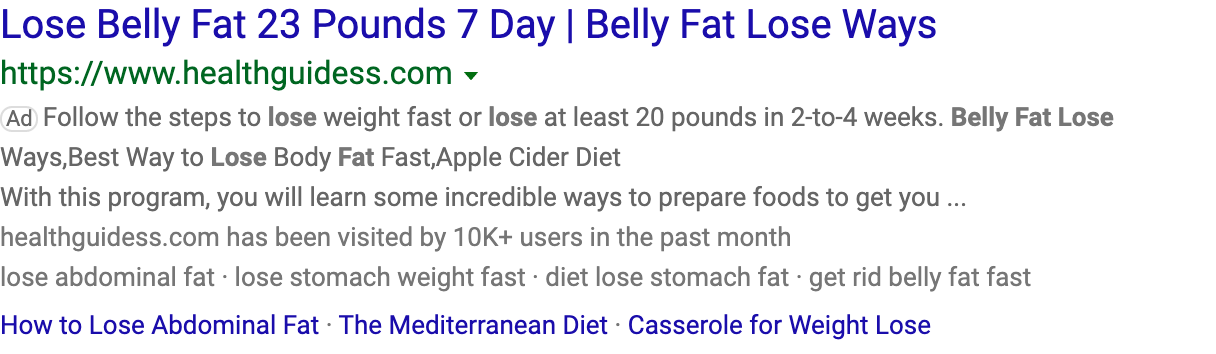 Lose Belly Fat 23 Pounds 7 Day | Belly Fat Lose Ways
https://www.healthguidess.com
Ad Follow the steps to lose weight fast or lose at least 20 pounds in 2-to-4 weeks. Belly Fat Lose
Ways,Best Way to Lose Body Fat Fast,Apple Cider Diet
With this program, you will learn some incredible ways to prepare foods to get you ...
healthguidess.com has been visited by 10K+ users in the past month
lose abdominal fat · lose stomach weight fast · diet lose stomach fat · get rid belly fat fast
How to Lose Abdominal Fat · The Mediterranean Diet · Casserole for Weight Lose